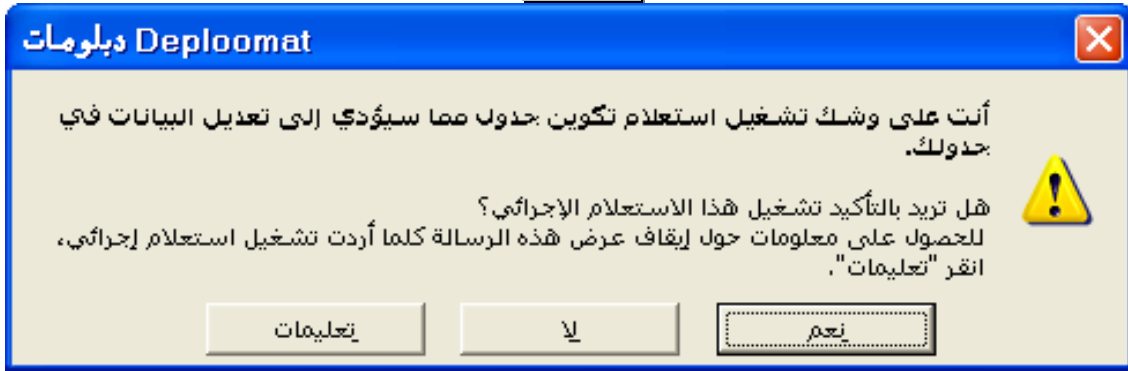 دبلومات Deploomat
أنت على وشك تشغيل استعلام تكوين جدول مما سيؤدي إلى تعديل البيانات في
جدولك.
هل تريد بالتأكيد تشغيل هذا الاستعلام الإجرائي؟
للحصول على معلومات حول إيقاف عرض هذه الرسالة كلما أردت تشغيل استعلام إجرائي،
انقر "تعليمات".
نعم
لا
تعليمات